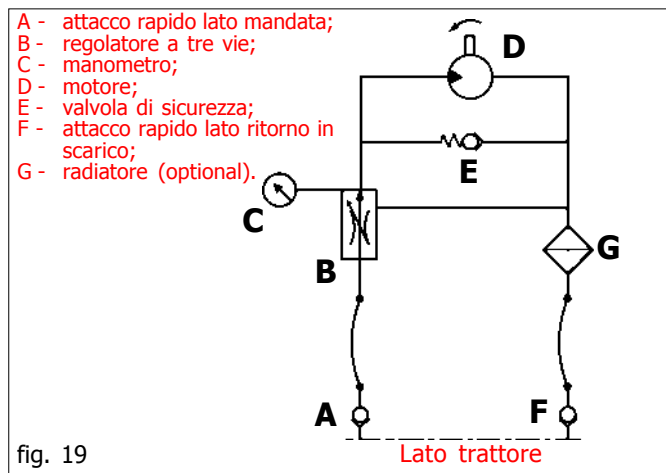 A - attacco rapido lato mandata;
B - regolatore a tre vie;
C - manometro;
D - motore;
E - valvola di sicurezza;
F - attacco rapido lato ritorno in
scarico;
G - radiatore (optional).
D
E
C
B
G
A
F
fig. 19
Lato trattore